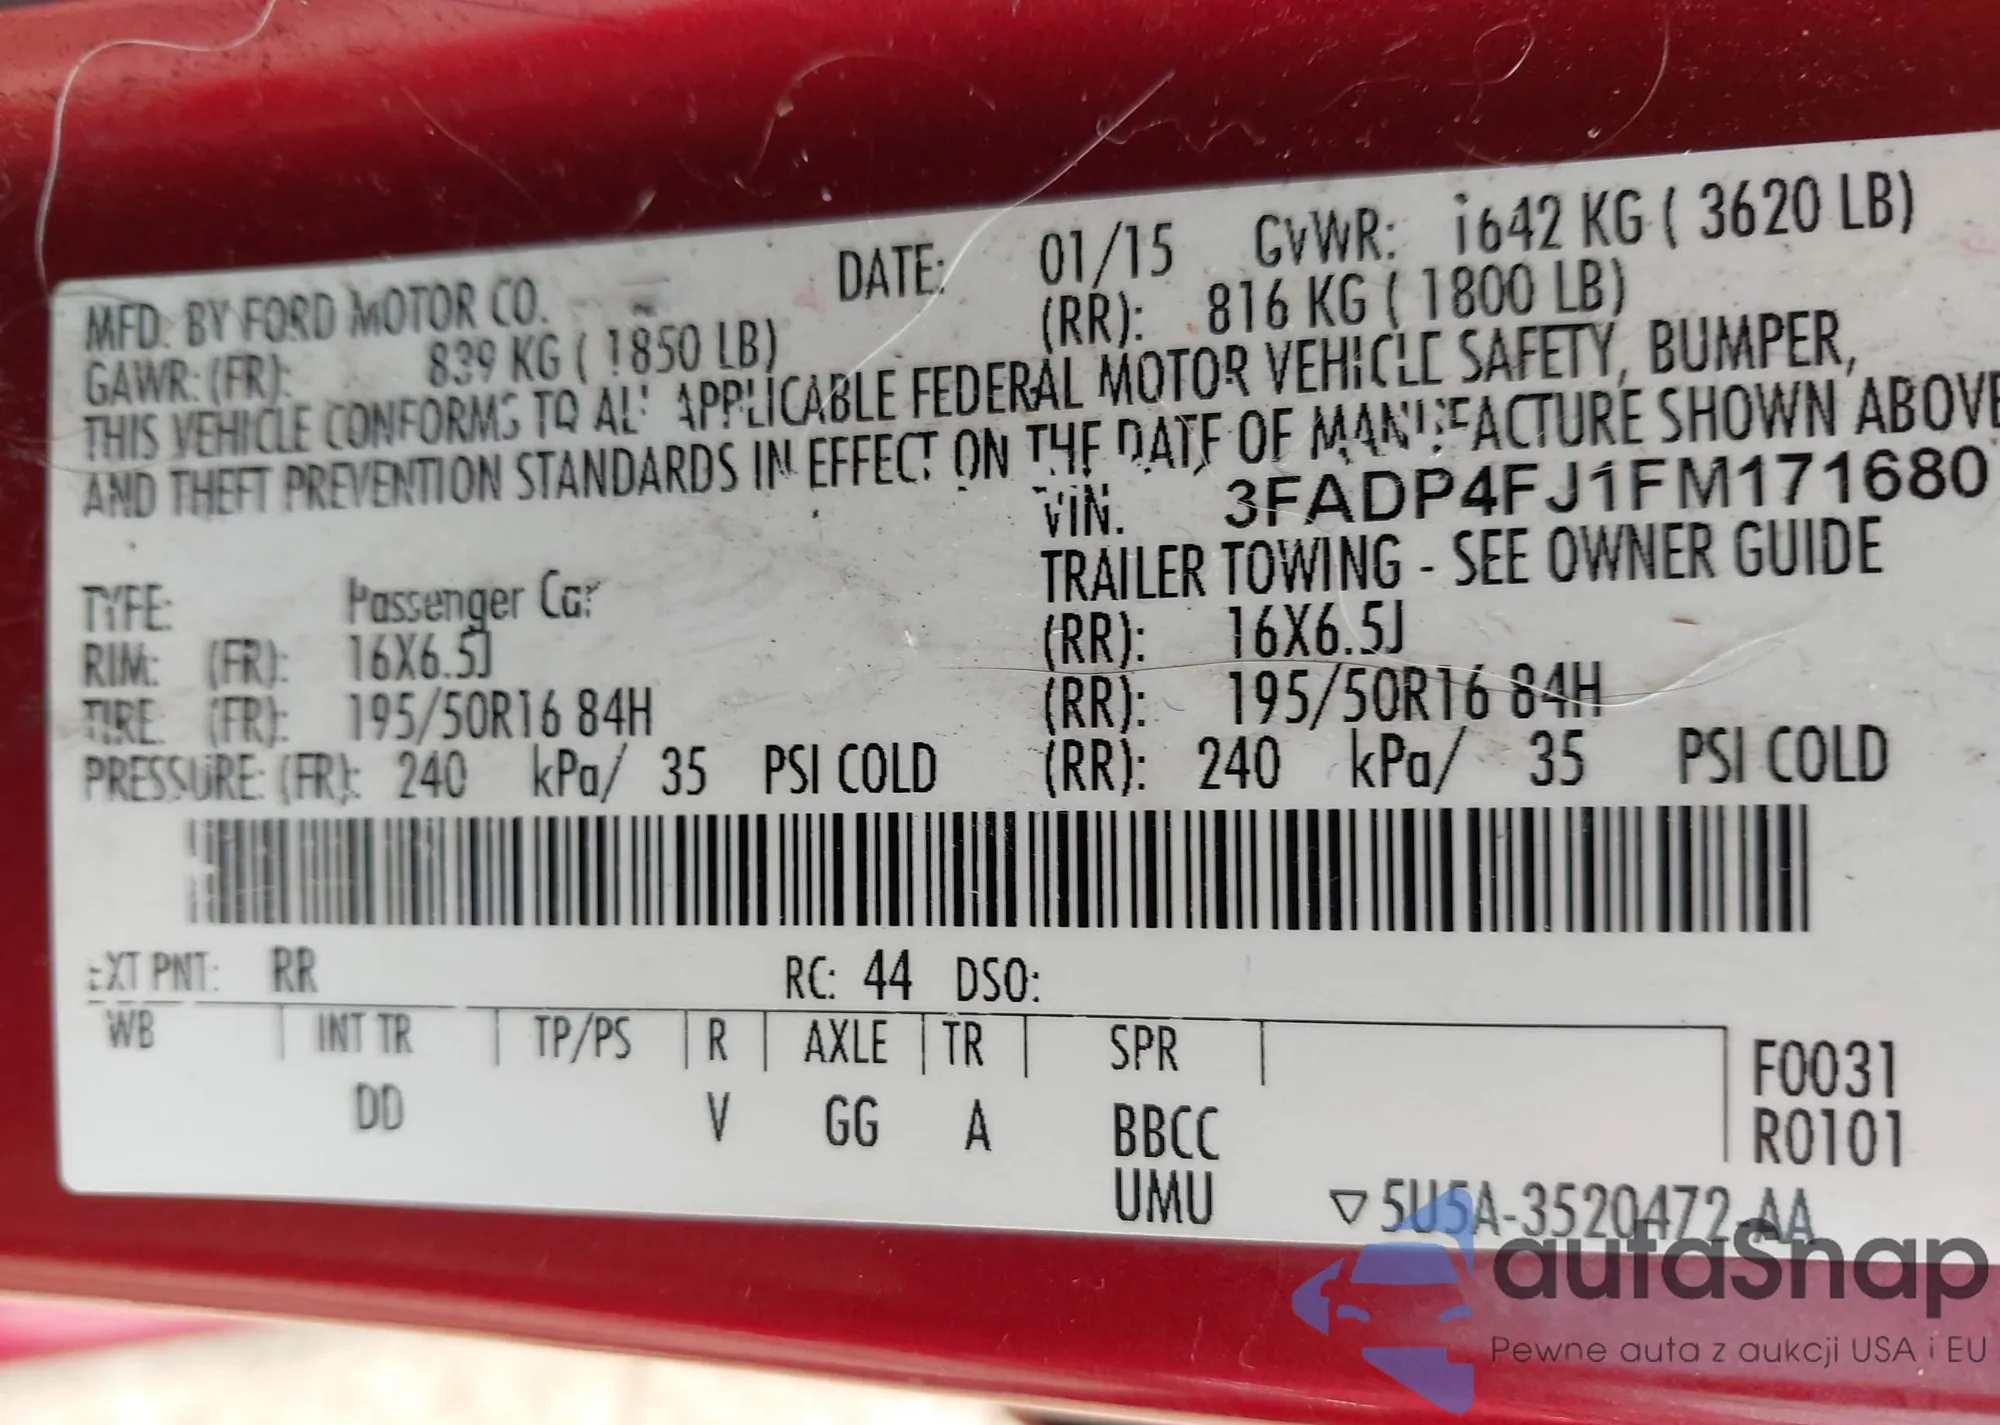 MFD. BY FORD MOTOR CO. DATE: 01/15 GVWR: 1642 KG ( 3620 LB)
GAWR: (FR): 839 KG ( 1850 LB) (RR): 816 KG ( 1800 LB)
THIS VEHICLE CONFORMS TO ALL APPLICABLE FEDERAL MOTOR VEHICLE SAFETY, BUMPER,
AND THEFT PREVENTION STANDARDS IN EFFECT ON THE DATE OF MANUFACTURE SHOWN ABOVE
VIN: 3FADP4FJ1FM171680
TYPE: Passenger Car TRAILER TOWING - SEE OWNER GUIDE
RIM: (FR): 16X6.5J (RR): 16X6.5J
TIRE: (FR): 195/50R16 84H (RR): 195/50R16 84H
PRESSURE: (FR): 240 kPa/ 35 PSI COLD (RR): 240 kPa/ 35 PSI COLD
EXT PNT: RR RC: 44 DSO:
WB INT TR TP/PS R AXLE TR SPR F0031
DD V GG A BBCC R0101
UMU ▽ 5U5A-3520472-AA
autaSnap
Pewne auta z aukcji USA i EU